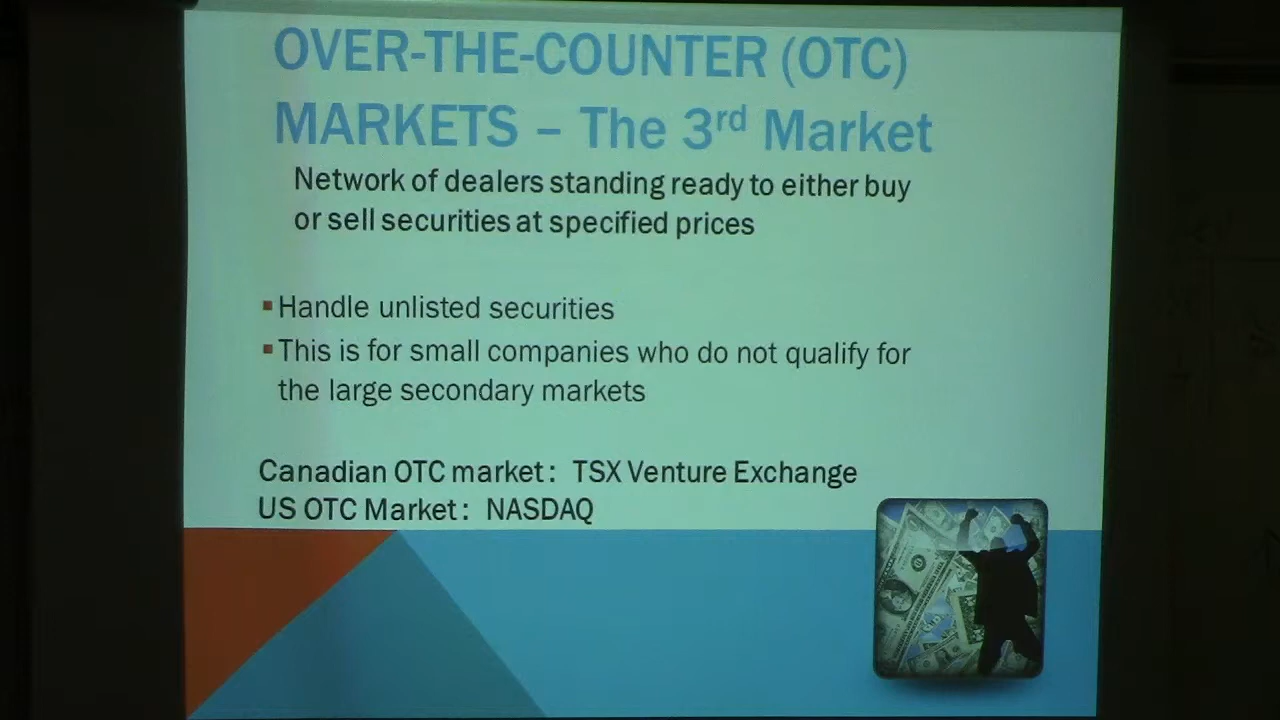 OVER-THE-COUNTER (OTC)
MARKETS – The 3rd Market
Network of dealers standing ready to either buy
or sell securities at specified prices
▪ Handle unlisted securities
▪ This is for small companies who do not qualify for
the large secondary markets
Canadian OTC market: TSX Venture Exchange
US OTC Market: NASDAQ